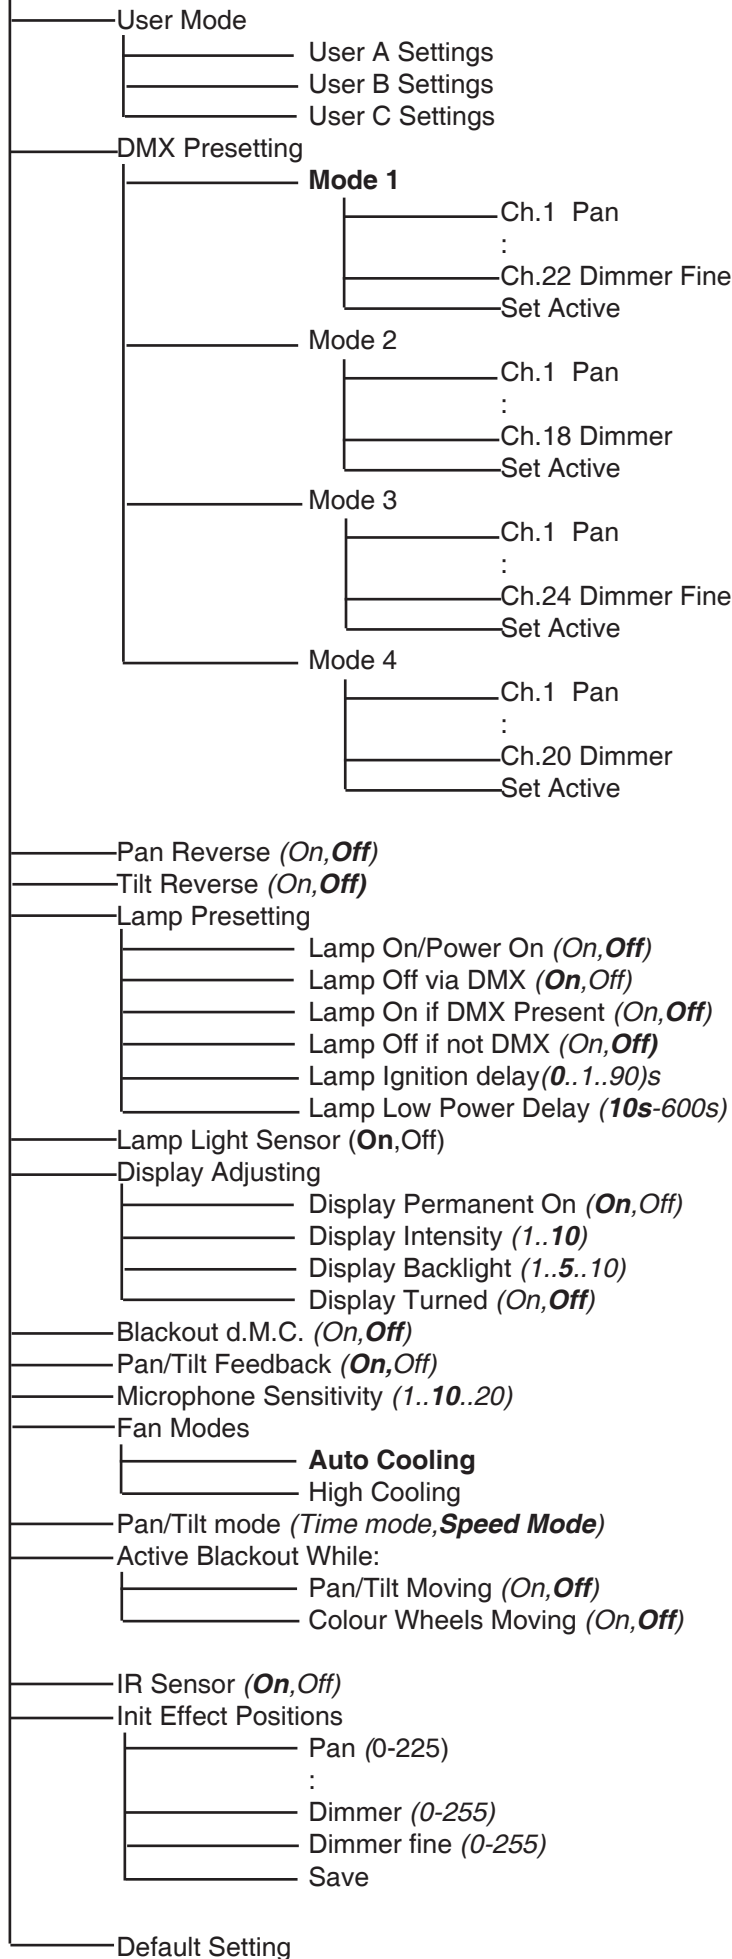 User Mode
User A Settings
User B Settings
User C Settings
DMX Presetting
Mode 1
Ch.1 Pan
:
Ch.22 Dimmer Fine
Set Active
Mode 2
Ch.1 Pan
:
Ch.18 Dimmer
Set Active
Mode 3
Ch.1 Pan
:
Ch.24 Dimmer Fine
Set Active
Mode 4
Ch.1 Pan
:
Ch.20 Dimmer
Set Active
Pan Reverse (On,Off)
Tilt Reverse (On,Off)
Lamp Presetting
Lamp On/Power On (On,Off)
Lamp Off via DMX (On,Off)
Lamp On if DMX Present (On,Off)
Lamp Off if not DMX (On,Off)
Lamp Ignition delay(0..1..90)s
Lamp Low Power Delay (10s-600s)
Lamp Light Sensor (On,Off)
Display Adjusting
Display Permanent On (On,Off)
Display Intensity (1..10)
Display Backlight (1..5..10)
Display Turned (On,Off)
Blackout d.M.C. (On,Off)
Pan/Tilt Feedback (On,Off)
Microphone Sensitivity (1..10..20)
Fan Modes
Auto Cooling
High Cooling
Pan/Tilt mode (Time mode,Speed Mode)
Active Blackout While:
Pan/Tilt Moving (On,Off)
Colour Wheels Moving (On,Off)
IR Sensor (On,Off)
Init Effect Positions
Pan (0-225)
:
Dimmer (0-255)
Dimmer fine (0-255)
Save
Default Setting